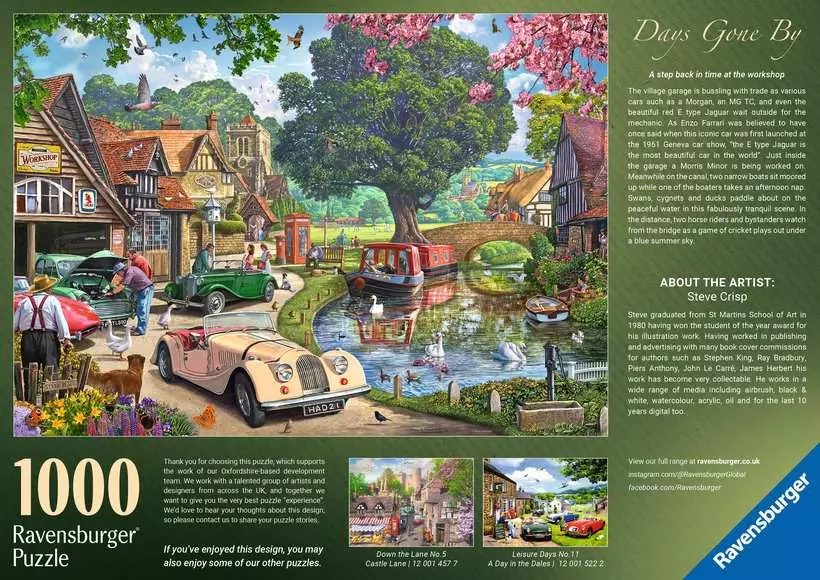 Days Gone By
A step back in time at the workshop
The village garage is bussling with trade as various
cars such as a Morgan, an MG TC, and even the
beautiful red E type Jaguar wait outside for the
mechanic. As Enzo Farrari was believed to have
once said when this iconic car was first launched at
the 1961 Geneva car show, “the E type Jaguar is
the most beautiful car in the world”. Just inside
the garage a Morris Minor is being worked on.
Meanwhile on the canal, two narrow boats sit moored
up while one of the boaters takes an afternoon nap.
Swans, cygnets and ducks paddle about on the
peaceful water in this fabulously tranquil scene. In
the distance, two horse riders and bystanders watch
from the bridge as a game of cricket plays out under
a blue summer sky.
ABOUT THE ARTIST:
Steve Crisp
Steve graduated from St Martins School of Art in
1980 having won the student of the year award for
his illustration work. Having worked in publishing
and advertising with many book cover commissions
for authors such as Stephen King, Ray Bradbury,
Piers Anthony, John Le Carré, James Herbert his
work has become very collectable. He works in a
wide range of media including airbrush, black &
white, watercolour, acrylic, oil and for the last 10
years digital too.
WORKSHOP
HAD 21
1000
Ravensburger®
Puzzle
Thank you for choosing this puzzle, which supports
the work of our Oxfordshire-based development
team. We work with a talented group of artists and
designers from across the UK, and together we
want to give you the very best puzzle “experience”.
We'd love to hear your thoughts about this design,
so please contact us to share your puzzle stories.
If you've enjoyed this design, you may
also enjoy some of our other puzzles.
Down the Lane No.5
Castle Lane | 12 001 457 7
Leisure Days No.11
A Day in the Dales | 12 001 522 2
View our full range at ravensburger.co.uk
instagram.com/@RavensburgerGlobal
facebook.com/Ravensburger
Ravensburger